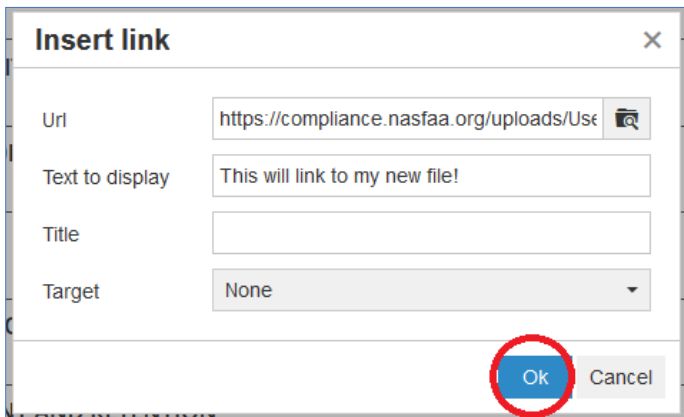 Insert link
Url https://compliance.nasfaa.org/uploads/Use
Text to display This will link to my new file!
Title
Target None
Ok Cancel